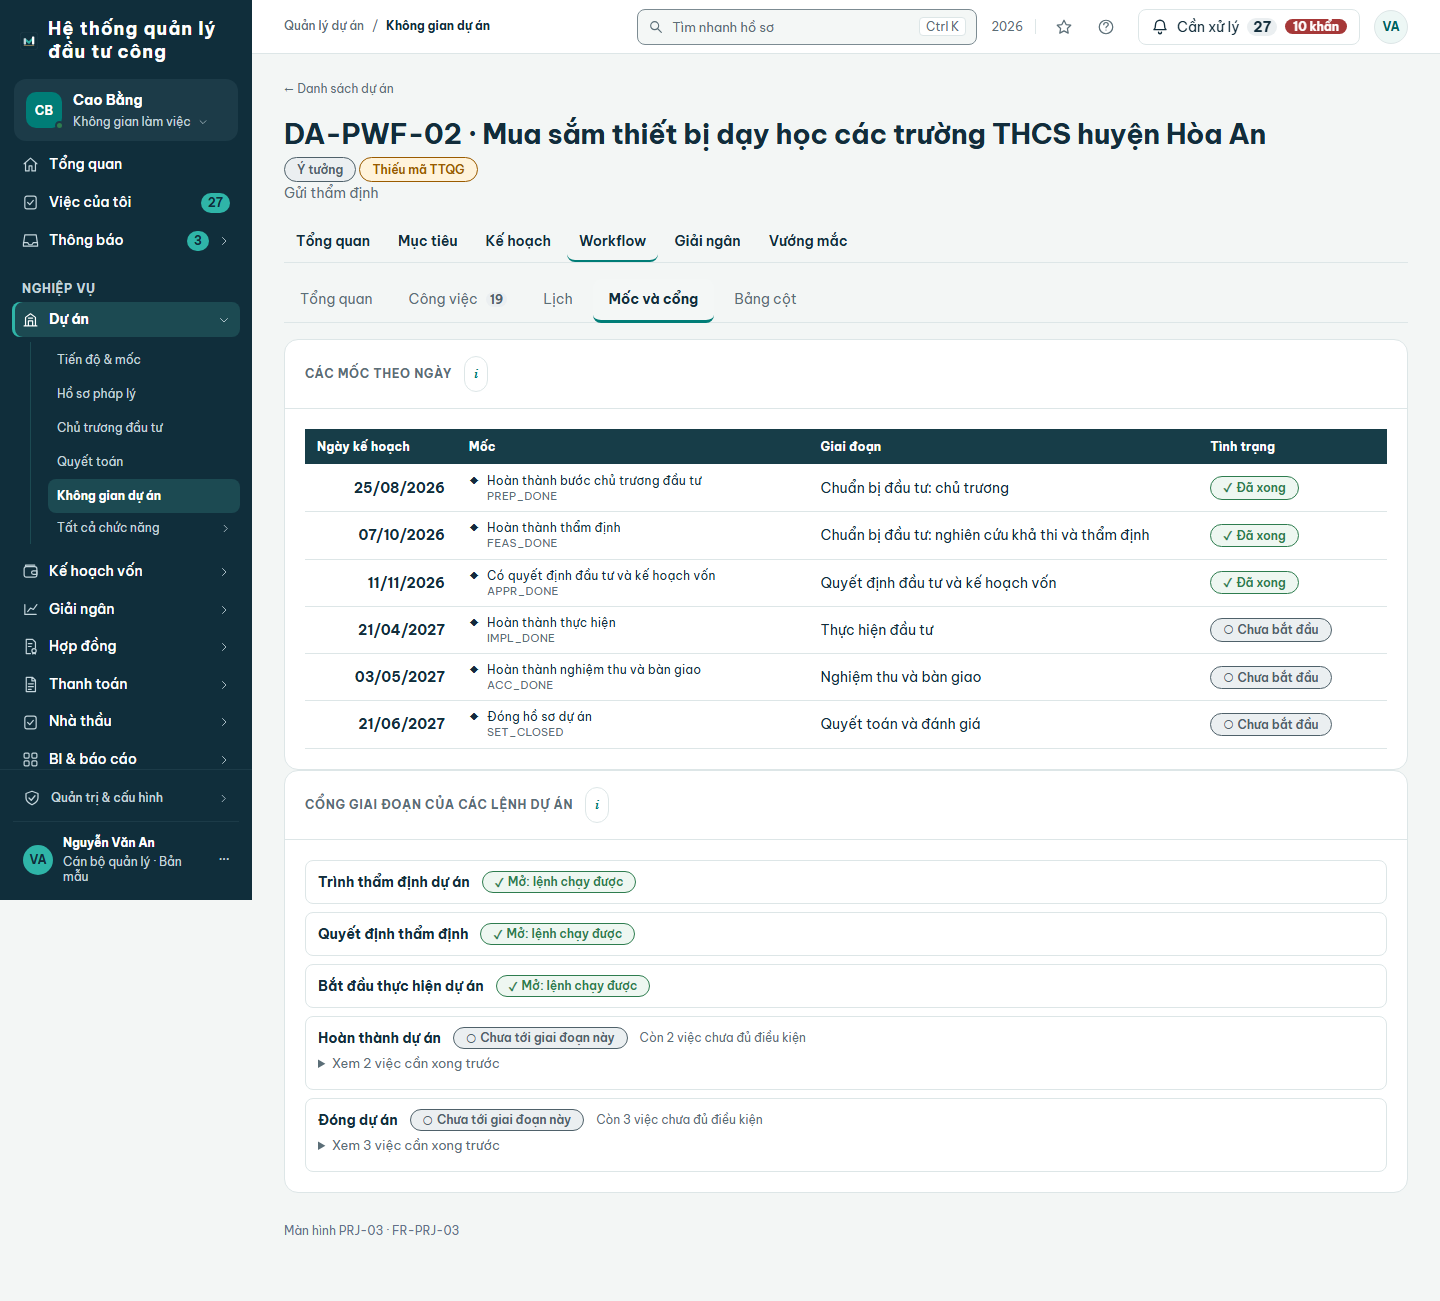 Hệ thống quản lý
đầu tư công
CB
Cao Bằng
Không gian làm việc
Tổng quan
Việc của tôi 27
Thông báo 3
NGHIỆP VỤ
Dự án
Tiến độ & mốc
Hồ sơ pháp lý
Chủ trương đầu tư
Quyết toán
Không gian dự án
Tất cả chức năng
Kế hoạch vốn
Giải ngân
Hợp đồng
Thanh toán
Nhà thầu
BI & báo cáo
Quản trị & cấu hình
VA
Nguyễn Văn An
Cán bộ quản lý · Bản
mẫu
Quản lý dự án / Không gian dự án
Tìm nhanh hồ sơ Ctrl K
2026
Cần xử lý 27 10 khẩn
VA
← Danh sách dự án
DA-PWF-02 · Mua sắm thiết bị dạy học các trường THCS huyện Hòa An
Ý tưởng Thiếu mã TTQG
Gửi thẩm định
Tổng quan Mục tiêu Kế hoạch Workflow Giải ngân Vướng mắc
Tổng quan Công việc 19 Lịch Mốc và cổng Bảng cột
CÁC MỐC THEO NGÀY i
Ngày kế hoạch Mốc Giai đoạn Tình trạng
25/08/2026 ◆ Hoàn thành bước chủ trương đầu tư Chuẩn bị đầu tư: chủ trương ✓ Đã xong
PREP_DONE
07/10/2026 ◆ Hoàn thành thẩm định Chuẩn bị đầu tư: nghiên cứu khả thi và thẩm định ✓ Đã xong
FEAS_DONE
11/11/2026 ◆ Có quyết định đầu tư và kế hoạch vốn Quyết định đầu tư và kế hoạch vốn ✓ Đã xong
APPR_DONE
21/04/2027 ◆ Hoàn thành thực hiện Thực hiện đầu tư ○ Chưa bắt đầu
IMPL_DONE
03/05/2027 ◆ Hoàn thành nghiệm thu và bàn giao Nghiệm thu và bàn giao ○ Chưa bắt đầu
ACC_DONE
21/06/2027 ◆ Đóng hồ sơ dự án Quyết toán và đánh giá ○ Chưa bắt đầu
SET_CLOSED
CỔNG GIAI ĐOẠN CỦA CÁC LỆNH DỰ ÁN i
Trình thẩm định dự án ✓ Mở: lệnh chạy được
Quyết định thẩm định ✓ Mở: lệnh chạy được
Bắt đầu thực hiện dự án ✓ Mở: lệnh chạy được
Hoàn thành dự án ○ Chưa tới giai đoạn này Còn 2 việc chưa đủ điều kiện
▶ Xem 2 việc cần xong trước
Đóng dự án ○ Chưa tới giai đoạn này Còn 3 việc chưa đủ điều kiện
▶ Xem 3 việc cần xong trước
Màn hình PRJ-03 · FR-PRJ-03